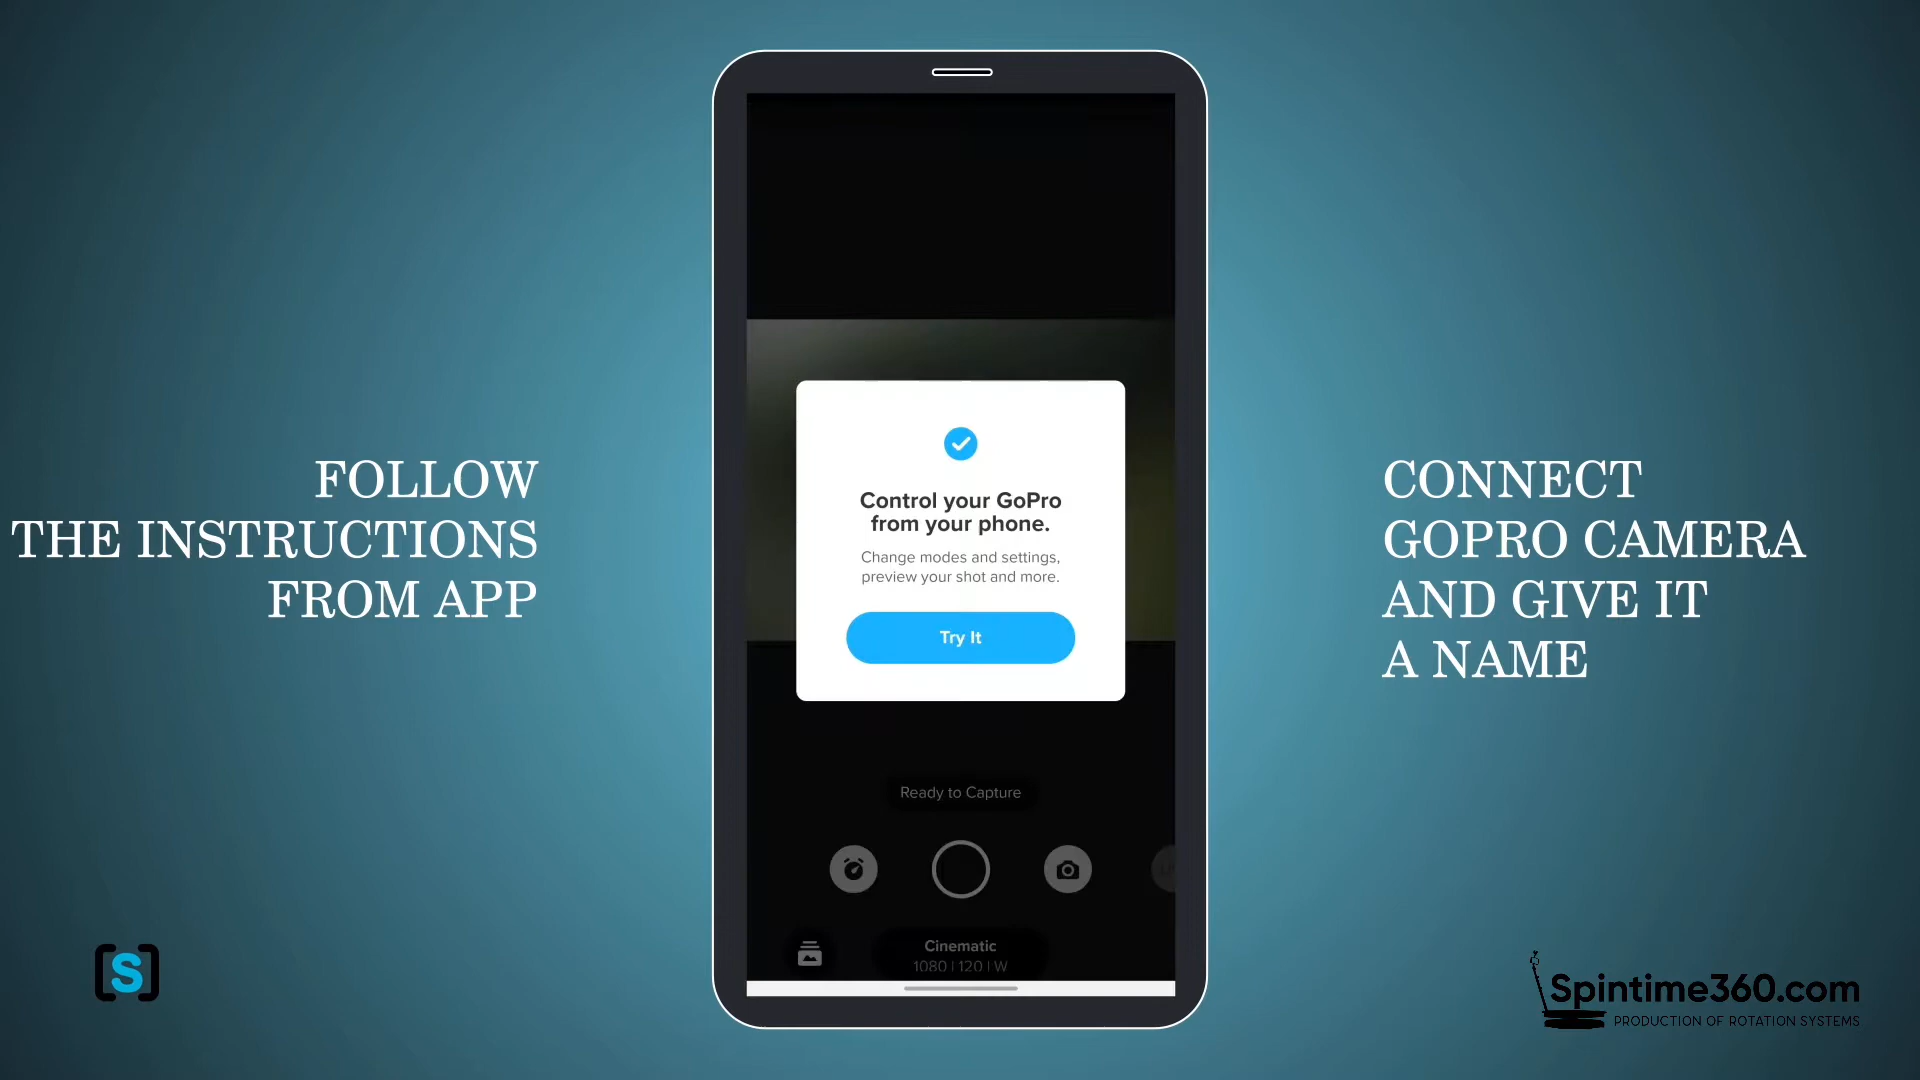 FOLLOW
THE INSTRUCTIONS
FROM APP
Control your GoPro
from your phone.
Change modes and settings,
preview your shot and more.
Try It
Ready to Capture
Cinematic
1080 | 120 | W
CONNECT
GOPRO CAMERA
AND GIVE IT
A NAME
[S]
Spintime360.com
PRODUCTION OF ROTATION SYSTEMS